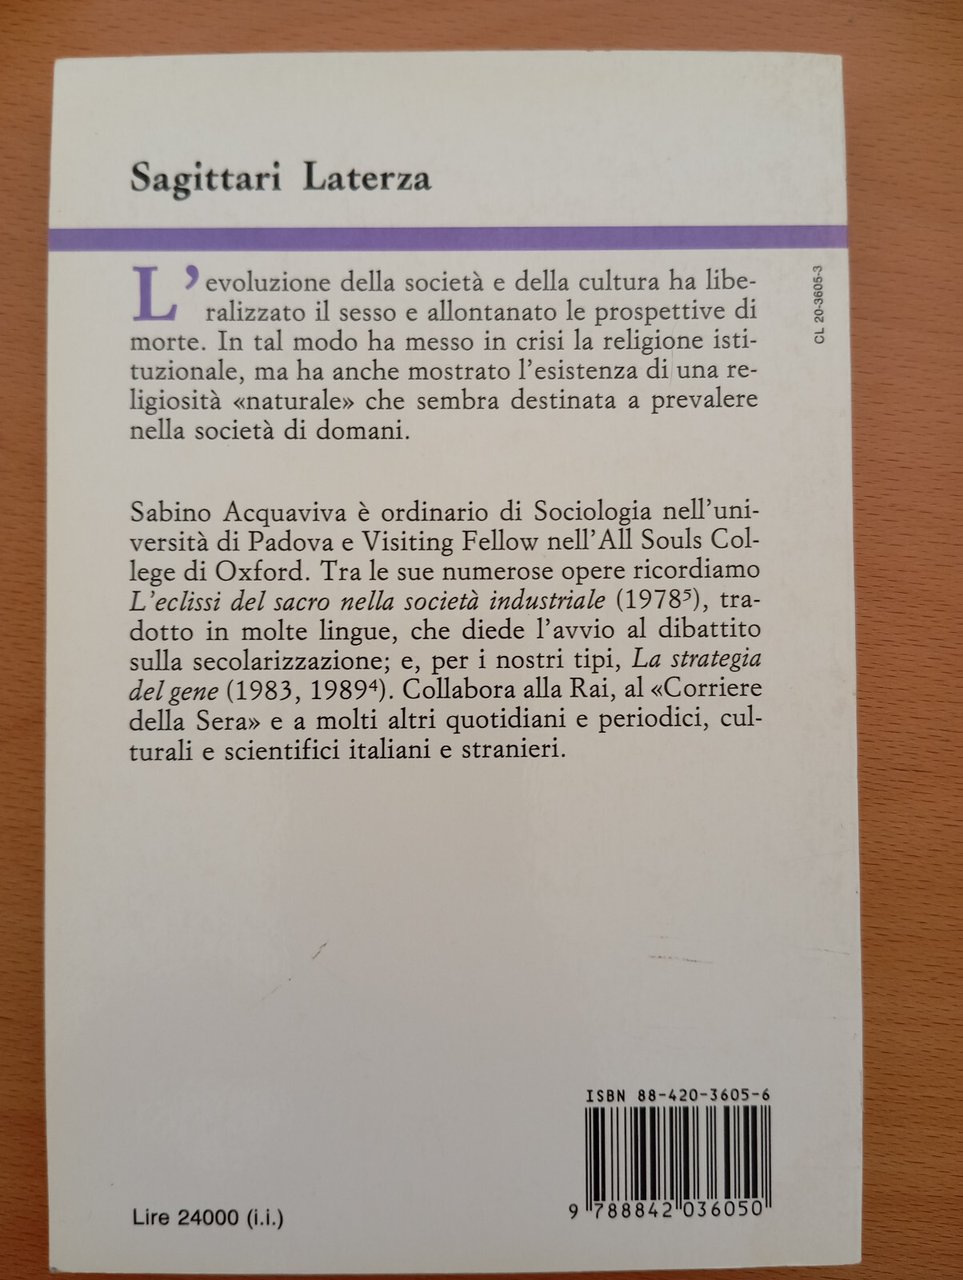 Sagittari Laterza
L'evoluzione della società e della cultura ha libe-
ralizzato il sesso e allontanato le prospettive di
morte. In tal modo ha messo in crisi la religione isti-
tuzionale, ma ha anche mostrato l'esistenza di una re-
ligiosità «naturale» che sembra destinata a prevalere
nella società di domani.
CL 20-3605-3
Sabino Acquaviva è ordinario di Sociologia nell'uni-
versità di Padova e Visiting Fellow nell'All Souls Col-
lege di Oxford. Tra le sue numerose opere ricordiamo
L'eclissi del sacro nella società industriale (1978⁵), tra-
dotto in molte lingue, che diede l'avvio al dibattito
sulla secolarizzazione; e, per i nostri tipi, La strategia
del gene (1983, 1989⁴). Collabora alla Rai, al «Corriere
della Sera» e a molti altri quotidiani e periodici, cul-
turali e scientifici italiani e stranieri.
ISBN 88-420-3605-6
9 788842 036050
Lire 24000 (i.i.)